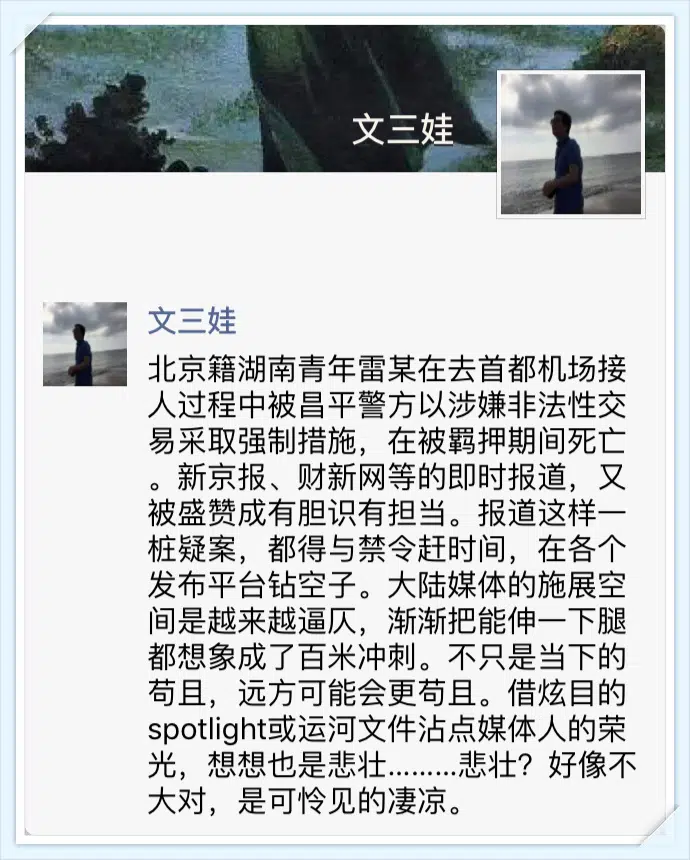 文三娃
文三娃
北京籍湖南青年雷某在去首都机场接
人过程中被昌平警方以涉嫌非法性交
易采取强制措施，在被羁押期间死亡
。新京报、财新网等的即时报道，又
被盛赞成有胆识有担当。报道这样一
桩疑案，都得与禁令赶时间，在各个
发布平台钻空子。大陆媒体的施展空
间是越来越逼仄，渐渐把能伸一下腿
都想象成了百米冲刺。不只是当下的
苟且，远方可能会更苟且。借炫目的
spotlight或运河文件沾点媒体人的荣
光，想想也是悲壮………悲壮？好像不
大对，是可怜见的凄凉。